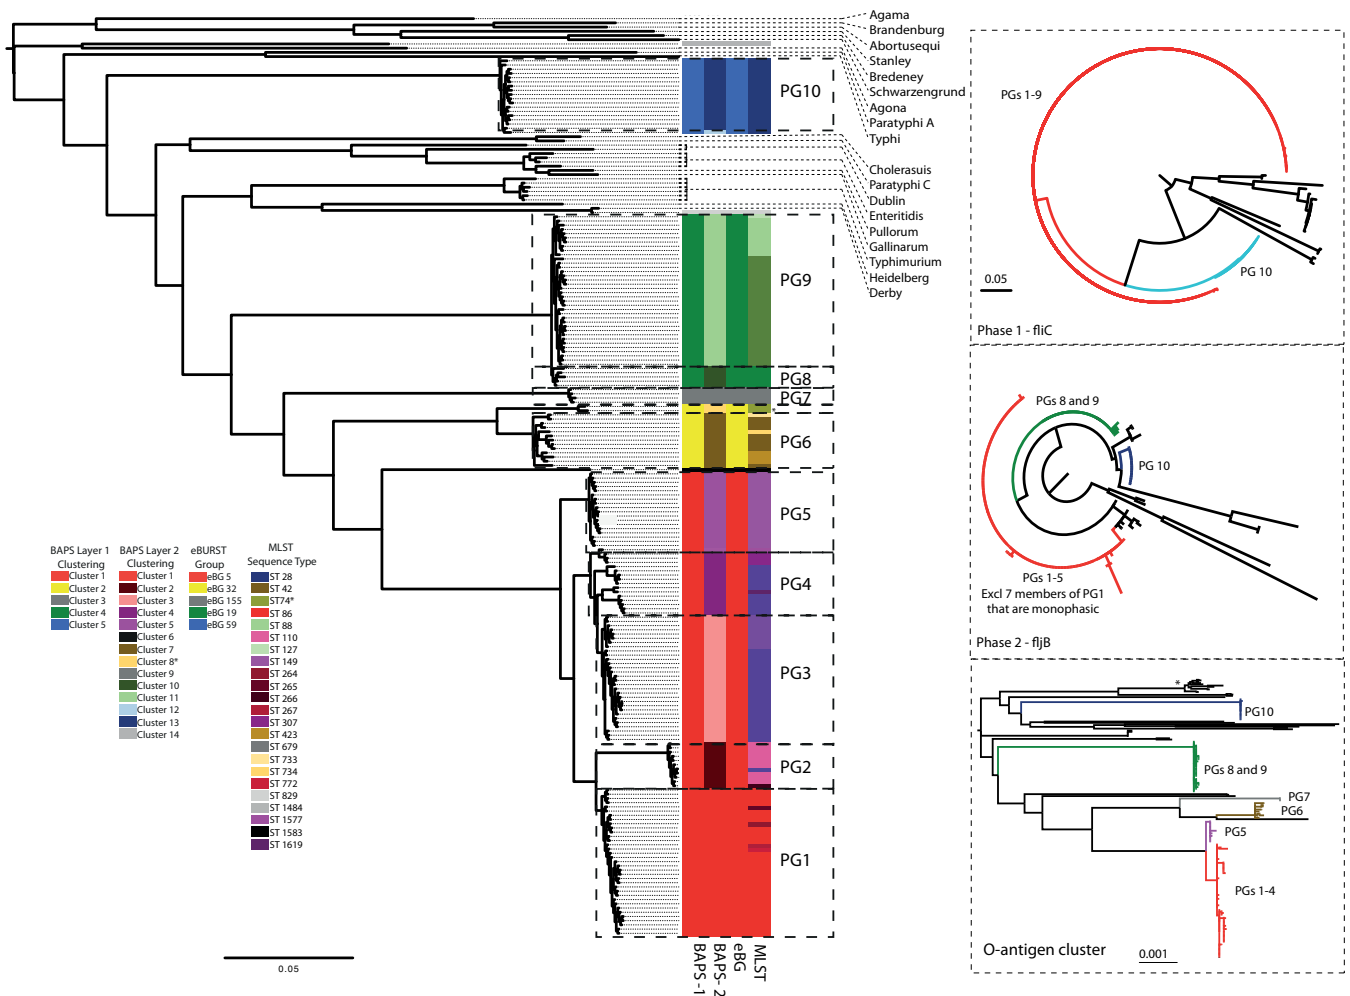 Agama
Brandenburg
Abortusequi
Stanley
Bredeney
Schwarzengrund
Agona
Paratyphi A
Typhi
Cholerasuis
Paratyphi C
Dublin
Enteritidis
Pullorum
Gallinarum
Typhimurium
Heidelberg
Derby
PG10
PG9
PG8
PG7
PG6
PG5
PG4
PG3
PG2
PG1
BAPS Layer 1
Clustering
Cluster 1
Cluster 2
Cluster 3
Cluster 4
Cluster 5
BAPS Layer 2
Clustering
Cluster 1
Cluster 2
Cluster 3
Cluster 4
Cluster 5
Cluster 6
Cluster 7
Cluster 8*
Cluster 9
Cluster 10
Cluster 11
Cluster 12
Cluster 13
Cluster 14
eBURST
Group
eBG 5
eBG 32
eBG 155
eBG 19
eBG 59
MLST
Sequence Type
ST 28
ST 42
ST74*
ST 86
ST 88
ST 110
ST 127
ST 149
ST 264
ST 265
ST 266
ST 267
ST 307
ST 423
ST 679
ST 733
ST 734
ST 772
ST 829
ST 1484
ST 1577
ST 1583
ST 1619
0.05
BAPS -1
BAPS- 2
eBG
MLST
PGs 1-9
PG 10
0.05
Phase 1 - fliC
PGs 8 and 9
PG 10
PGs 1-5
Excl 7 members of PG1
that are monophasic
Phase 2 - fljB
*
PG10
PGs 8 and 9
PG7
PG6
PG5
PGs 1-4
O-antigen cluster
0.001